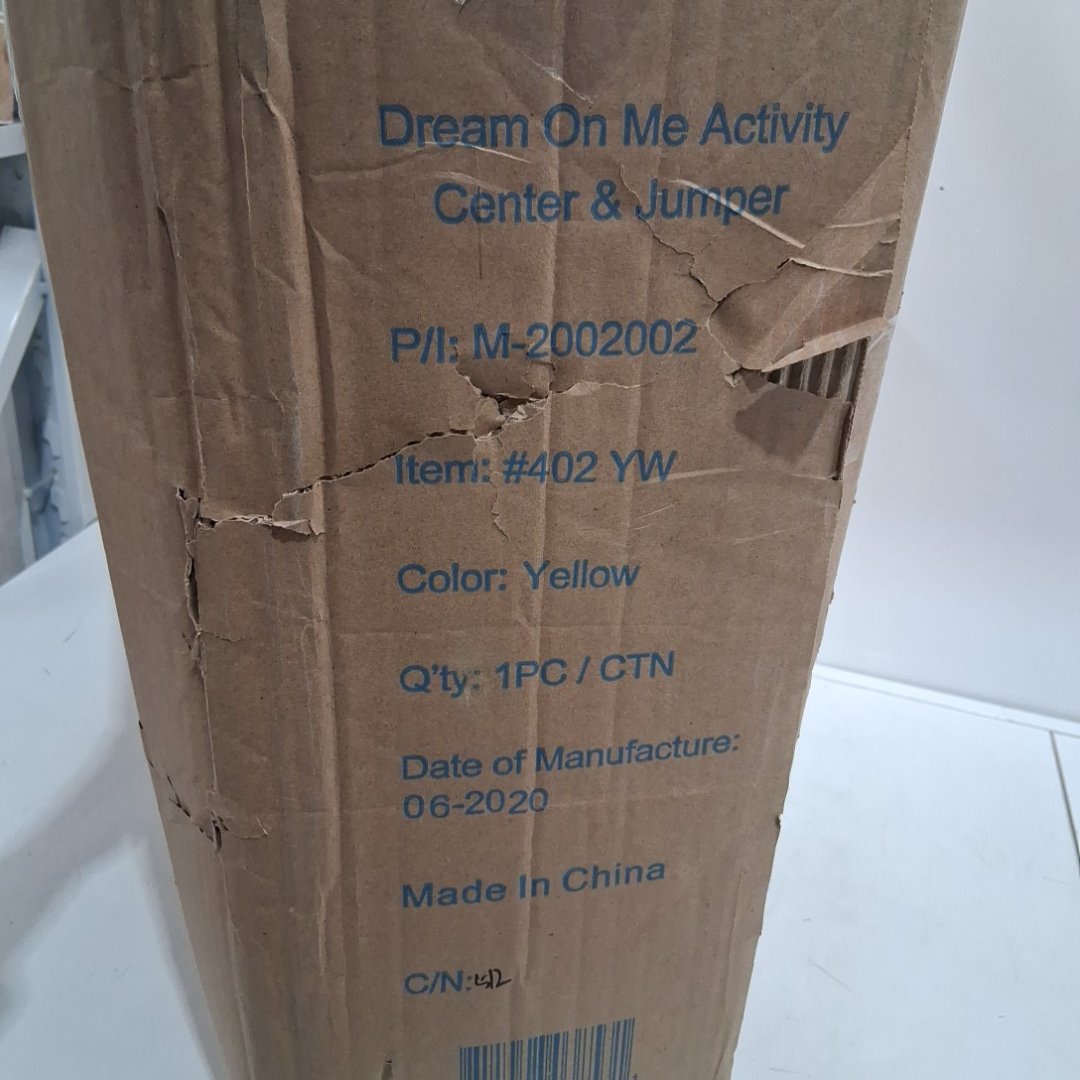 Dream On Me Activity
Center & Jumper
P/I: M-2002002
Item: #402 YW
Color: Yellow
Q'ty: 1PC / CTN
Date of Manufacture:
06-2020
Made In China
C/N: